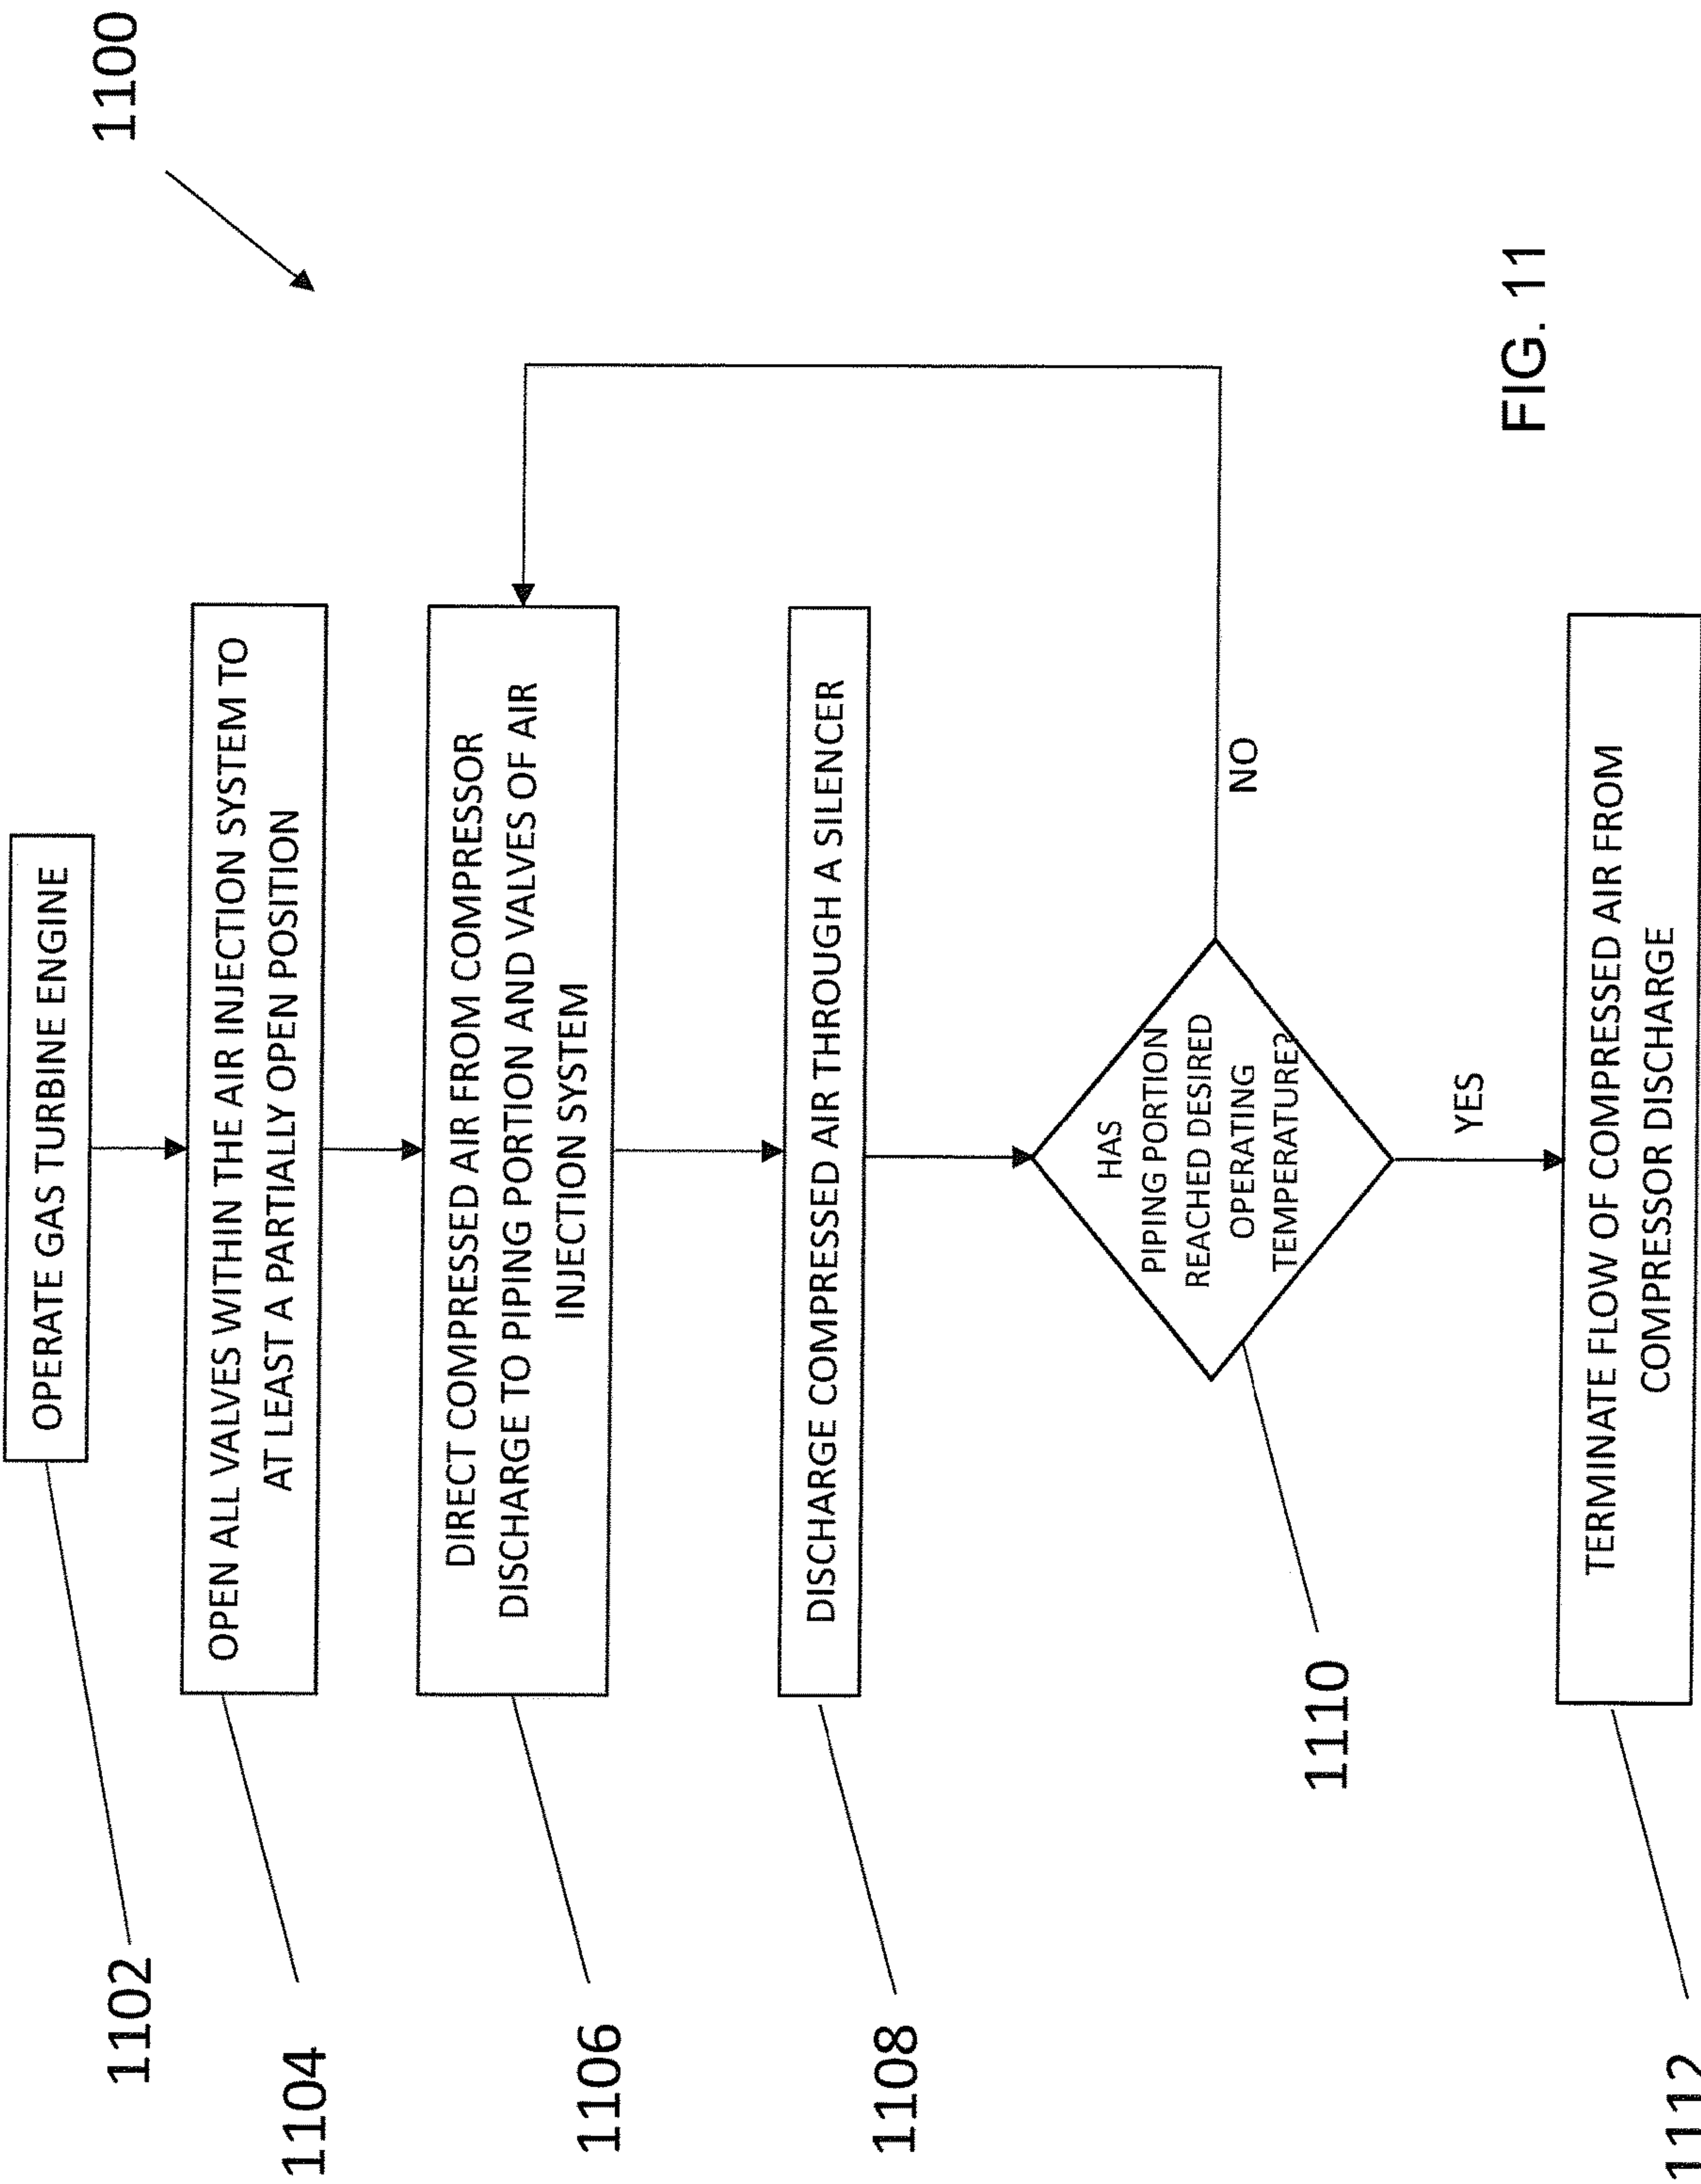 1100
1102
OPERATE GAS TURBINE ENGINE
1104
OPEN ALL VALVES WITHIN THE AIR INJECTION SYSTEM TO
AT LEAST A PARTIALLY OPEN POSITION
1106
DIRECT COMPRESSED AIR FROM COMPRESSOR
DISCHARGE TO PIPING PORTION AND VALVES OF AIR
INJECTION SYSTEM
1108
DISCHARGE COMPRESSED AIR THROUGH A SILENCER
1110
HAS
PIPING PORTION
REACHED DESIRED
OPERATING
TEMPERATURE?
NO
YES
1112
TERMINATE FLOW OF COMPRESSED AIR FROM
COMPRESSOR DISCHARGE
FIG. 11